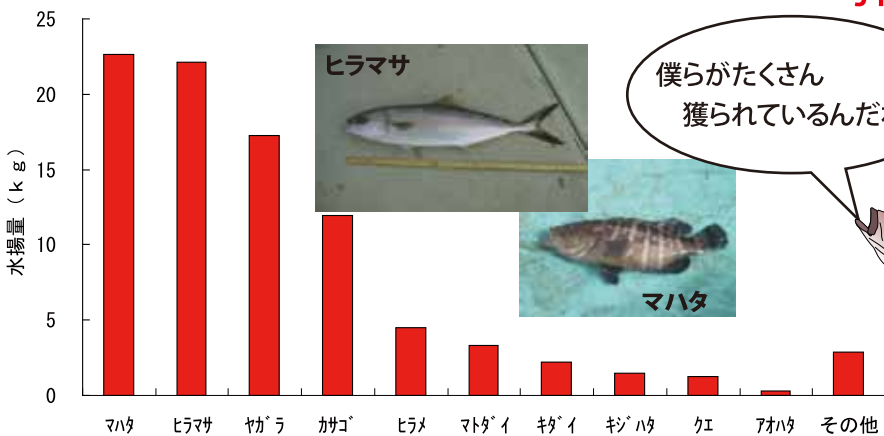 25
20
15
10
5
0
水揚量（ｋｇ）
ヒラマサ
マハタ
僕らがたくさん
獲られているんだ
ﾏﾊﾀ
ﾋﾗﾏｻ
ﾔｶﾞﾗ
ｶｻｺﾞ
ﾋﾗﾒ
ﾏﾄﾀﾞｲ
ｷﾀﾞｲ
ｷｼﾞﾊﾀ
ｸｴ
ｱｵﾊﾀ
その他